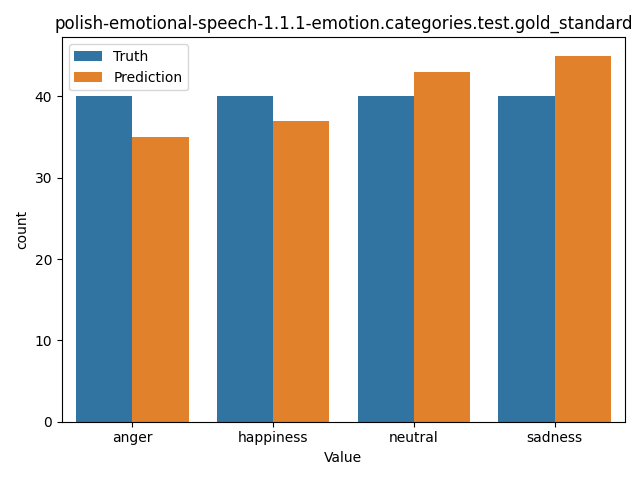 polish-emotional-speech-1.1.1-emotion.categories.test.gold_standard
Truth
Prediction
count
40
30
20
10
0
anger happiness neutral sadness
Value